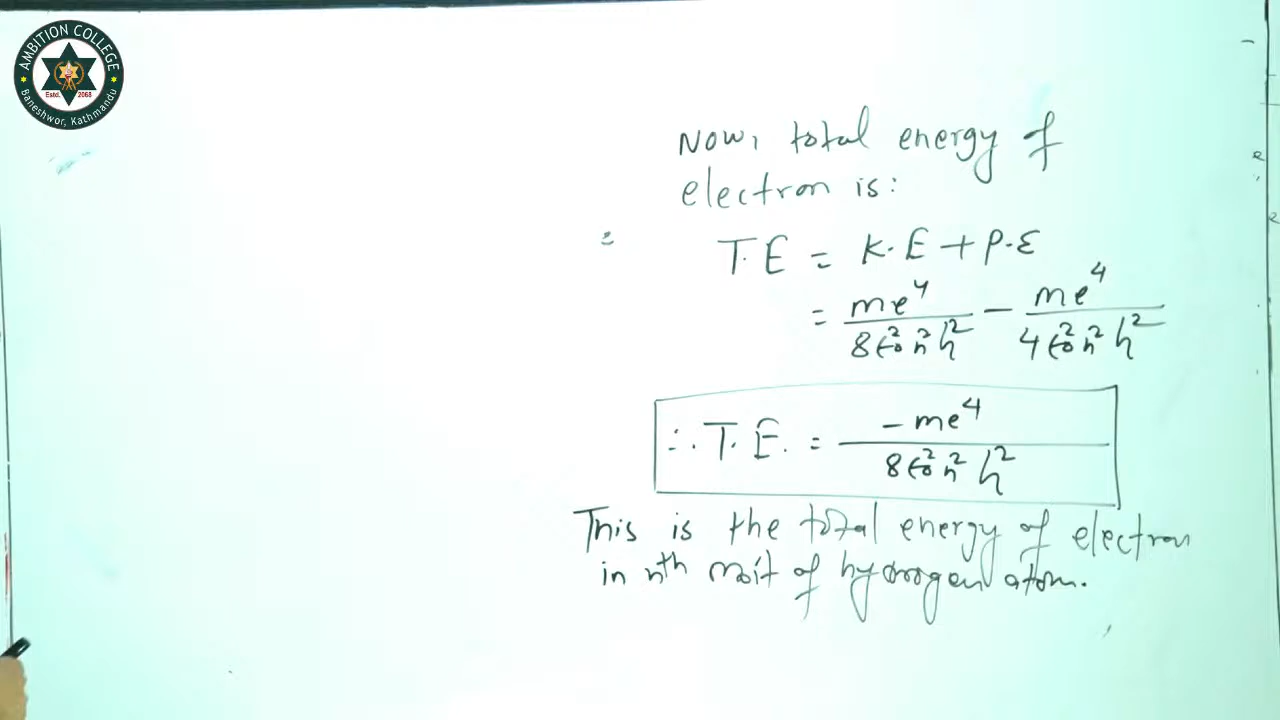 AMBITION COLLEGE
Estd. 2068
Baneshwor, Kathmandu
Now, total energy of
electron is:
T.E = K.E + P.E
= me⁴/8ε₀²n²h² − me⁴/4ε₀²n²h²
∴ T.E. = −me⁴/8ε₀²n²h²
This is the total energy of electron
in nth of hydrogen atom.